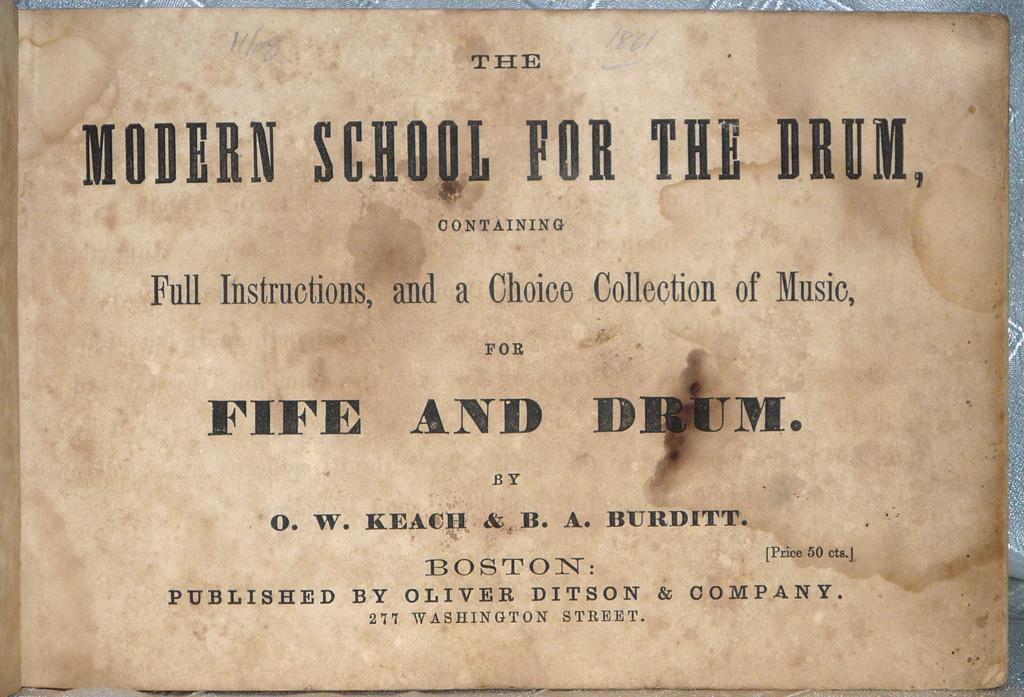 1861
THE
MODERN SCHOOL FOR THE DRUM,
CONTAINING
Full Instructions, and a Choice Collection of Music,
FOR
FIFE AND DRUM.
BY
O. W. KEACH & B. A. BURDITT.
[Price 50 cts.]
BOSTON:
PUBLISHED BY OLIVER DITSON & COMPANY.
277 WASHINGTON STREET.